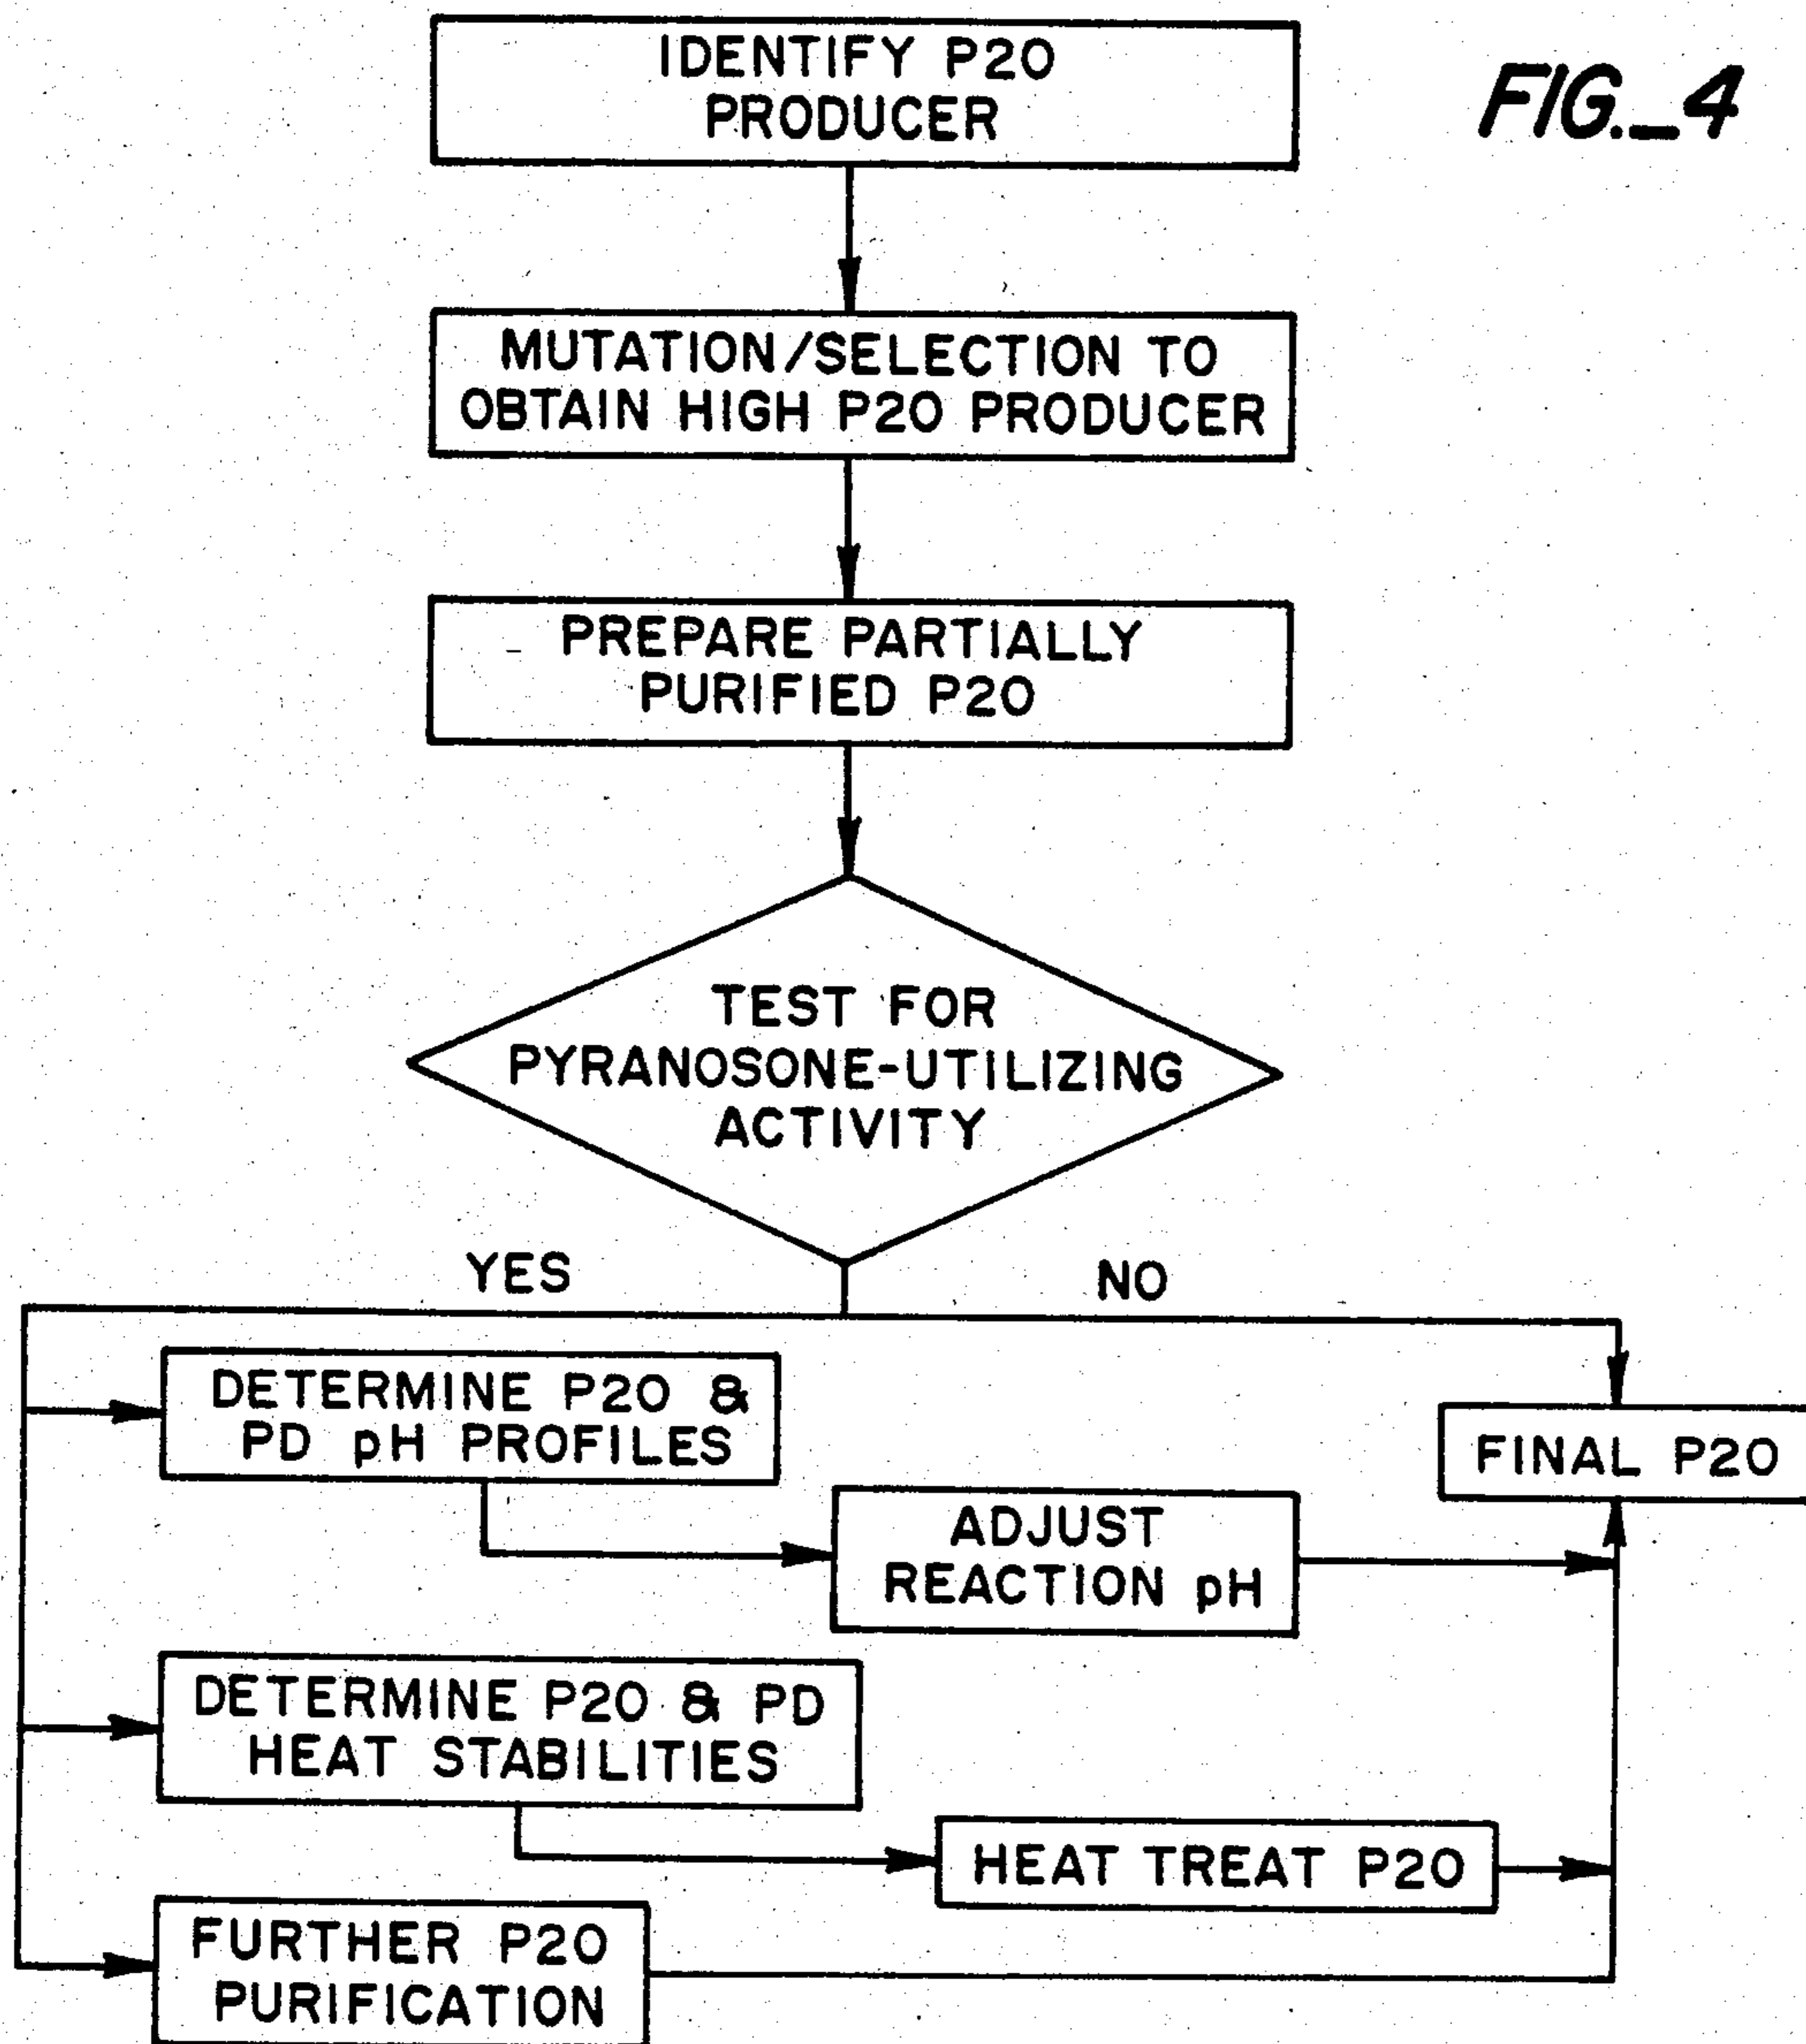 FIG._4
IDENTIFY P2O
PRODUCER
MUTATION/SELECTION TO
OBTAIN HIGH P2O PRODUCER
PREPARE PARTIALLY
PURIFIED P2O
TEST FOR
PYRANOSONE-UTILIZING
ACTIVITY
YES
NO
DETERMINE P2O &
PD pH PROFILES
FINAL P2O
ADJUST
REACTION pH
DETERMINE P2O & PD
HEAT STABILITIES
HEAT TREAT P2O
FURTHER P2O
PURIFICATION